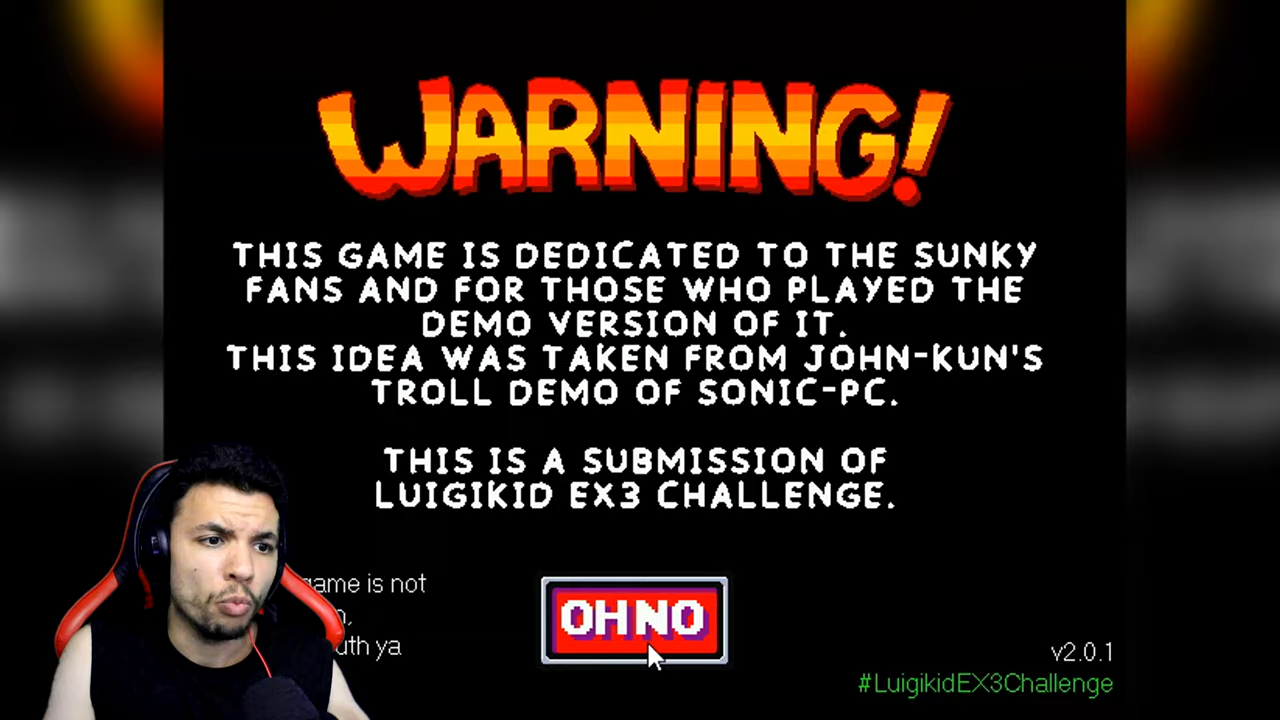 WARNING!
THIS GAME IS DEDICATED TO THE SUNKY
FANS AND FOR THOSE WHO PLAYED THE
DEMO VERSION OF IT.
THIS IDEA WAS TAKEN FROM JOHN-KUN'S
TROLL DEMO OF SONIC-PC.
THIS IS A SUBMISSION OF
LUIGIKID EX3 CHALLENGE.
game is not
ya
OH NO
v2.0.1
#LuigikidEX3Challenge